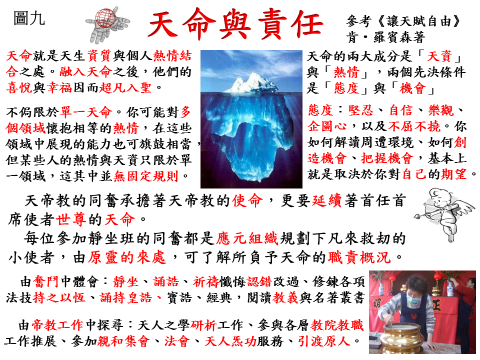 圖九
天命與責任
參考《讓天賦自由》
肯‧羅賓森著
天命就是天生資質與個人熱情結
合之處。融入天命之後，他們的
喜悅與幸福因而超凡入聖。
不侷限於單一天命。你可能對多
個領域懷抱相等的熱情，在這些
領域中展現的能力也可旗鼓相當，
但某些人的熱情與天資只限於單
一領域，這其中並無固定規則。
天命的兩大成分是「天資」
與「熱情」，兩個先決條件
是「態度」與「機會」
態度：堅忍、自信、樂觀、
企圖心，以及不屈不撓。你
如何解讀周遭環境、如何創
造機會、把握機會，基本上
就是取決於你對自己的期望。
天帝教的同奮承擔著天帝教的使命，更要延續著首任首
席使者世尊的天命。
每位參加靜坐班的同奮都是應元組織規劃下凡來救劫的
小使者，由原靈的來處，可了解所負予天命的職責概況。
由奮鬥中體會：靜坐、誦誥、祈禱懺悔認錯改過、修鍊各項
法技持之以恆、誦持皇誥、寶誥、經典，閱讀教義與名著叢書
由帝教工作中探尋：天人之學研析工作、參與各層教院教職
工作推展、參加親和集會、法會、天人炁功服務、引渡原人。